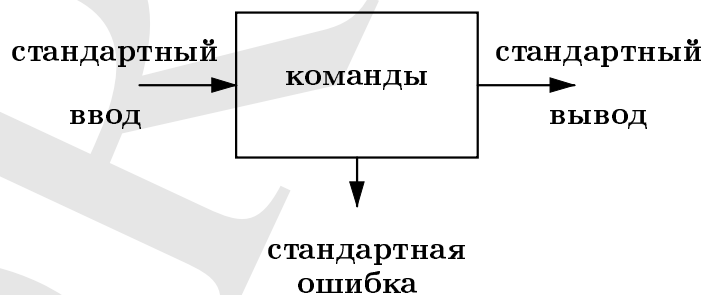 стандартный
ввод
команды
стандартный
вывод
стандартная
ошибка